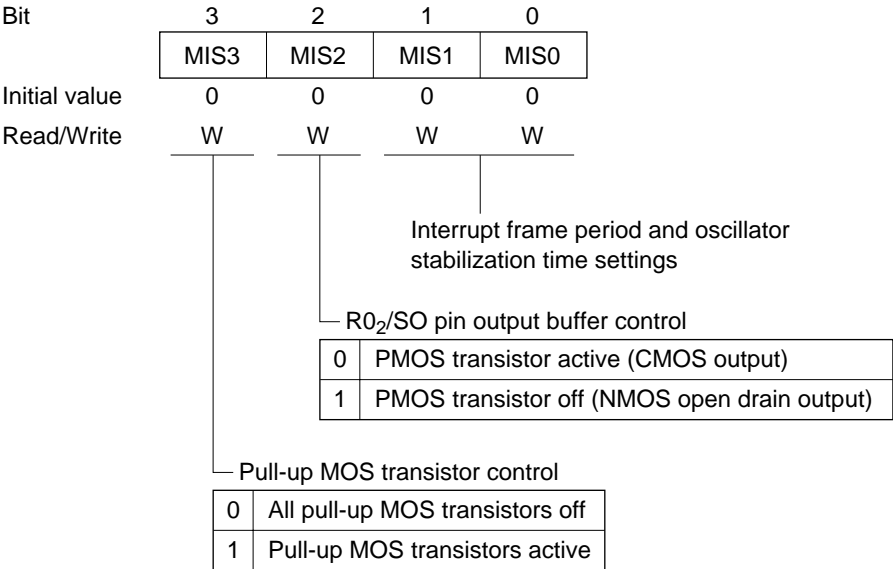 Bit 3 2 1 0
MIS3 MIS2 MIS1 MIS0
Initial value 0 0 0 0
Read/Write W W W W
Interrupt frame period and oscillator
stabilization time settings
R0₂/SO pin output buffer control
0 PMOS transistor active (CMOS output)
1 PMOS transistor off (NMOS open drain output)
Pull-up MOS transistor control
0 All pull-up MOS transistors off
1 Pull-up MOS transistors active